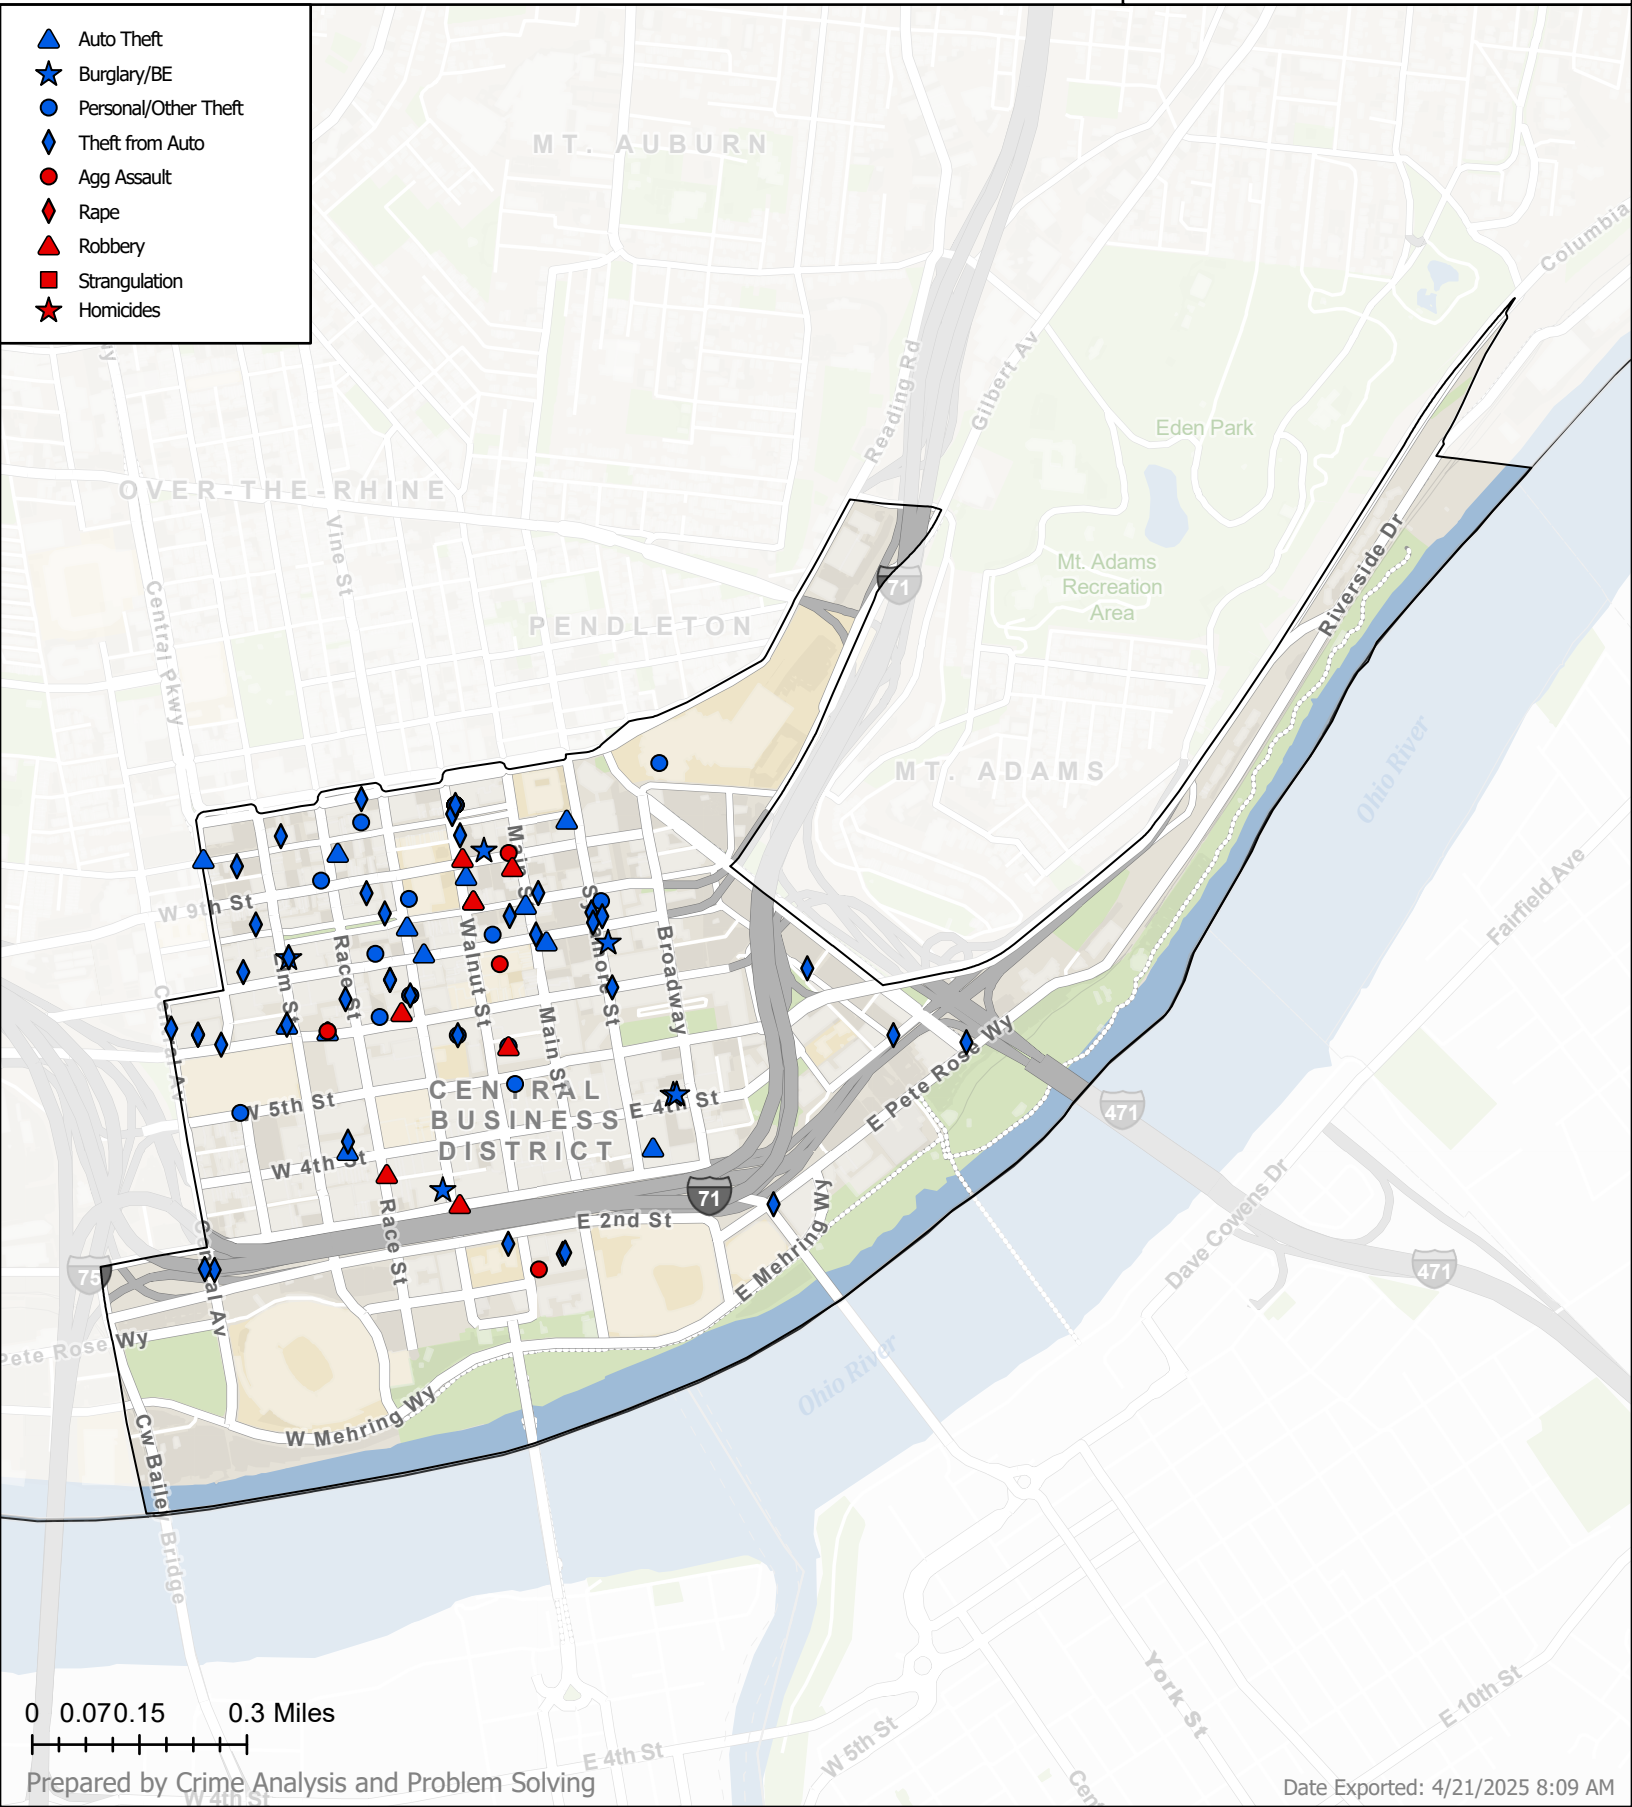 Auto Theft
Burglary/BE
Personal/Other Theft
Theft from Auto
Agg Assault
Rape
Robbery
Strangulation
Homicides
MT. AUBURN
Columbia
Reading Rd
Gilbert Av
Eden Park
OVER-THE-RHINE
Vine St
Central Pkwy
Mt. Adams
Recreation
Area
71
Riverside Dr
PENDLETON
Ohio River
MT. ADAMS
Main St
Fairfield Ave
W 9th St
Race St
Walnut St
Broadway
Main St
E Pete Rose Wy
CENTRAL
BUSINESS
DISTRICT
W 5th St
E 4th St
471
W 4th St
71
Race St
E 2nd St
E Mehring Wy
Dave Cowens Dr
75
471
Pete Rose Wy
Ohio River
W Mehring Wy
Cw Bailey Bridge
York St
E 10th St
0 0.070.15 0.3 Miles
E 4th St
W 5th St
Prepared by Crime Analysis and Problem Solving
W 4th St
Date Exported: 4/21/2025 8:09 AM